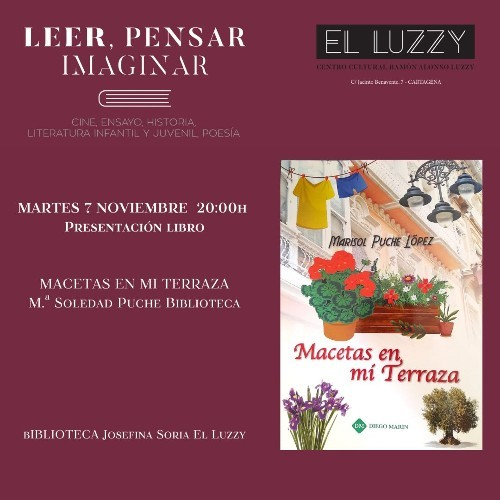 LEER, PENSAR
IMAGINAR
CINE, ENSAYO, HISTORIA,
LITERATURA INFANTIL Y JUVENIL, POESÍA
EL LUZZY
CENTRO CULTURAL RAMÓN ALONSO LUZZY
C/ Jacinto Benavente, 7 - CARTAGENA
MARTES 7 NOVIEMBRE 20:00H
PRESENTACIÓN LIBRO
MACETAS EN MI TERRAZA
M.ª SOLEDAD PUCHE BIBLIOTECA
bIBLIOTECA JOSEFINA SORIA EL LUZZY
MARISOL PUCHE LÓPEZ
Macetas en
mí Terraza
DM DIEGO MARÍN